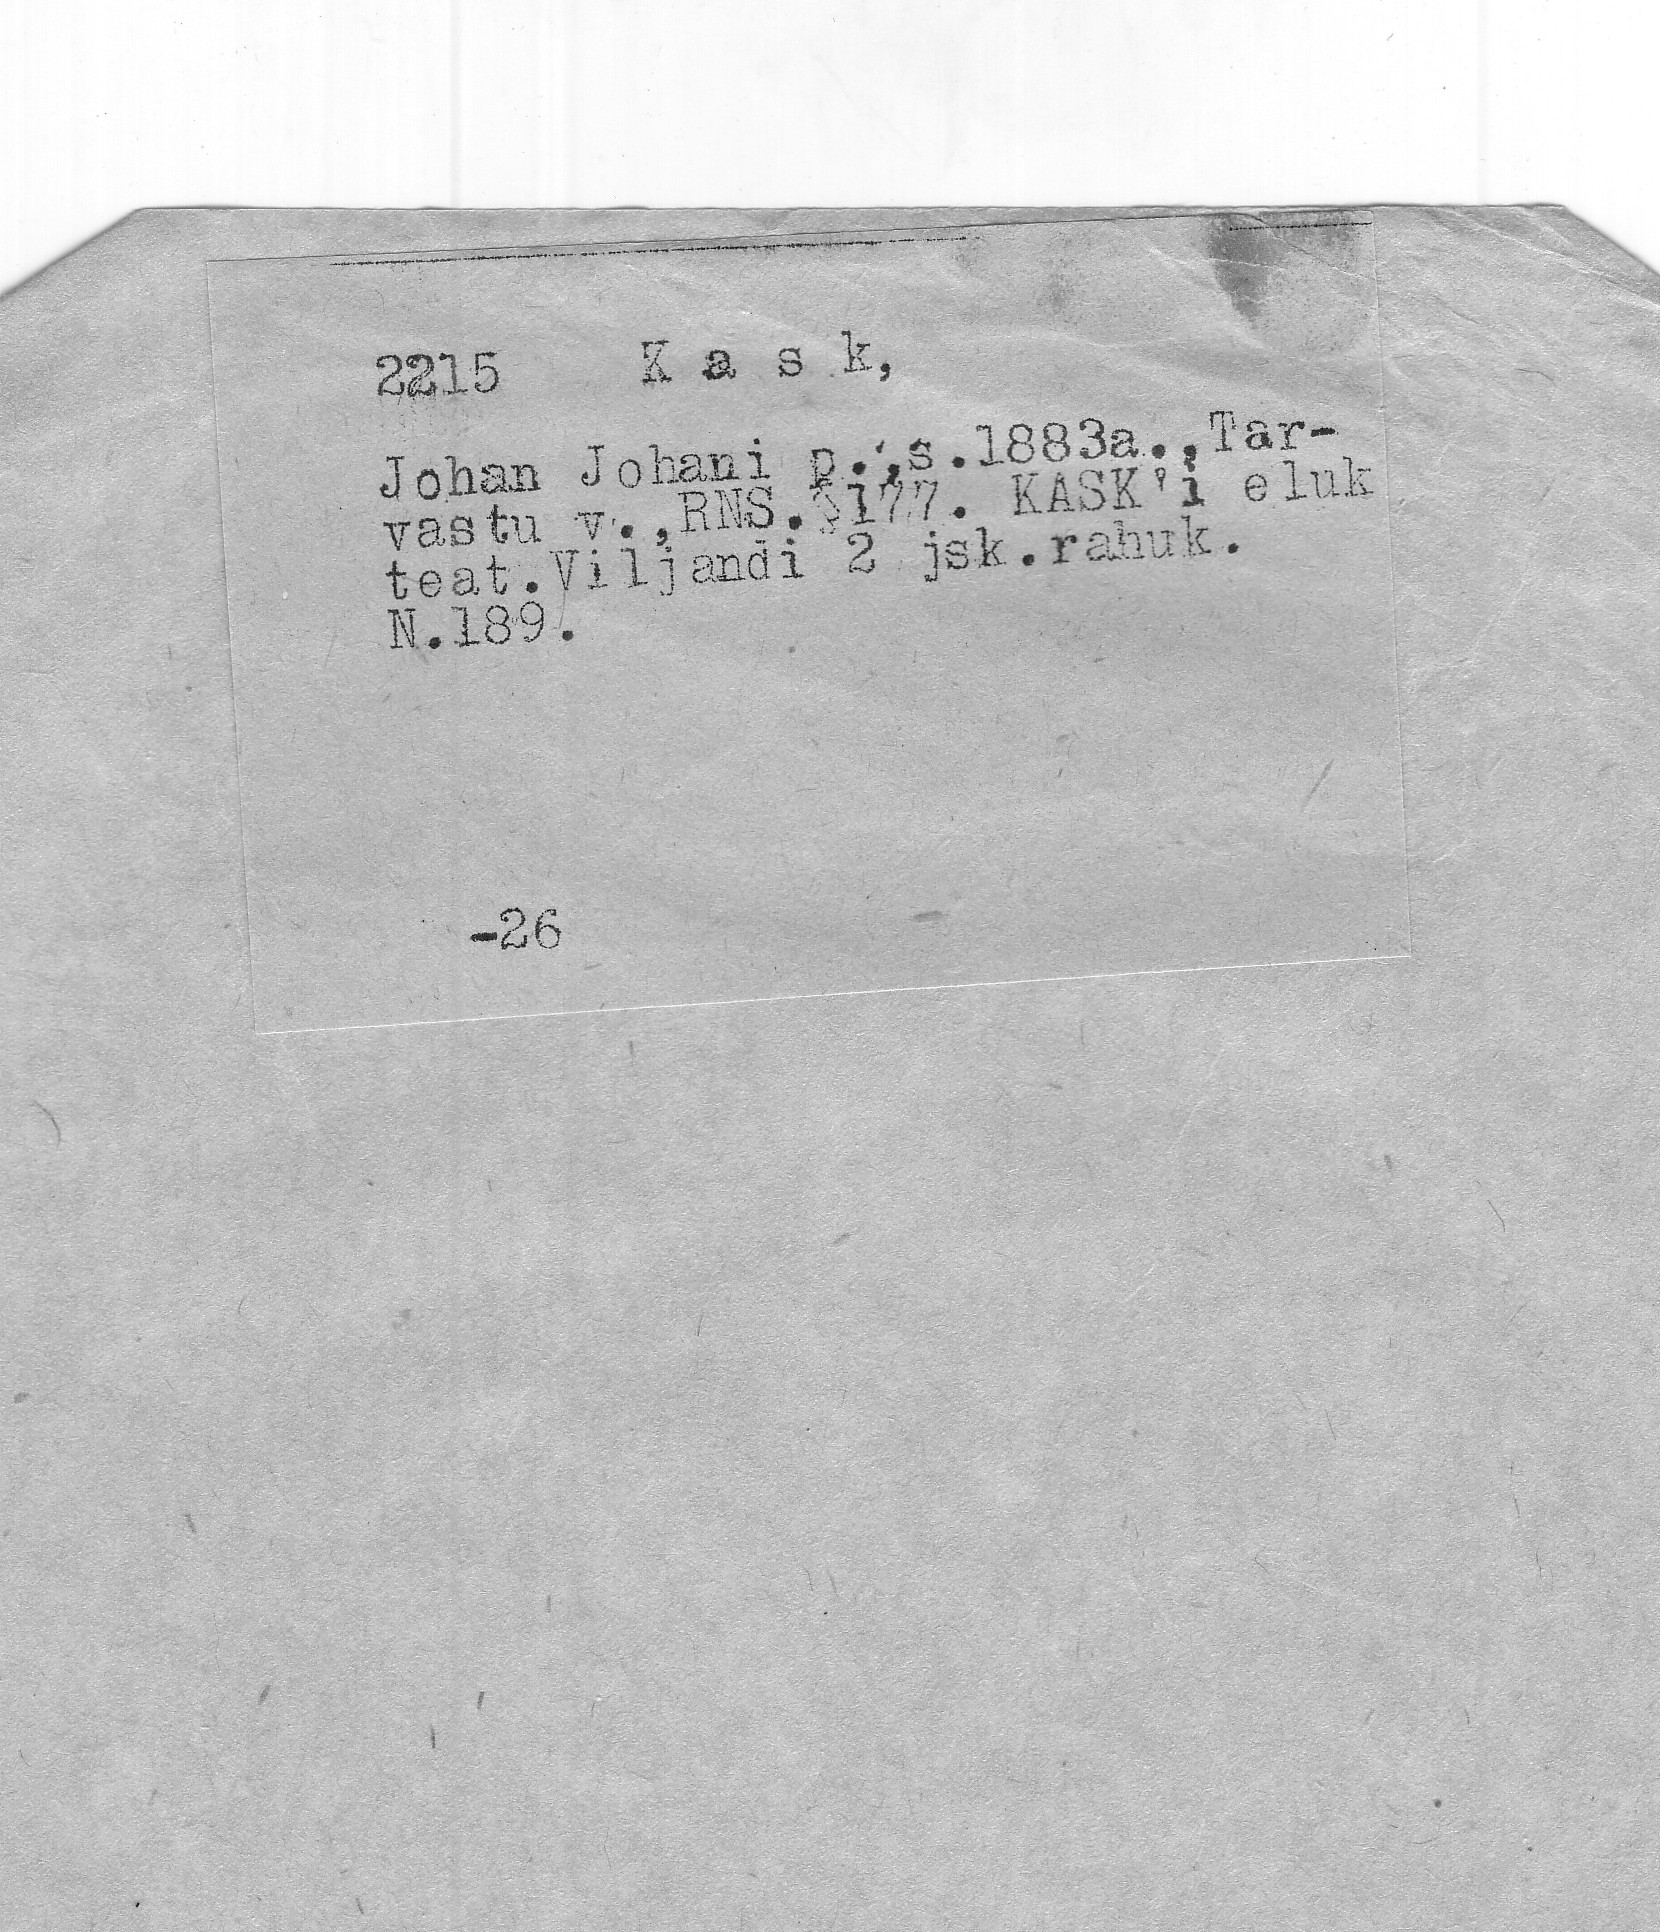 2215 K a s k,
Johan Johani p.,s.1883a.,Tar-
vastu v.,RNS.§177. KASK'i eluk
teat.Viljandi 2 jsk.rahuk.
N.189.
-26